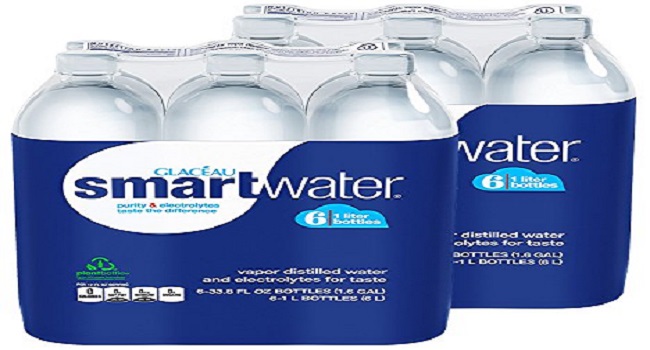 GLACÉAU
smartwater
purity & electrolytes
taste the difference
6 | 1 liter
bottles
plantbottle
vapor distilled water
and electrolytes for taste
6-33.8 FL OZ BOTTLES (1.6 GAL)
6-1 L BOTTLES (6 L)
water
6 | 1 liter
bottles
distilled water
olytes for taste
BOTTLES (1.6 GAL)
-1 L BOTTLES (6 L)